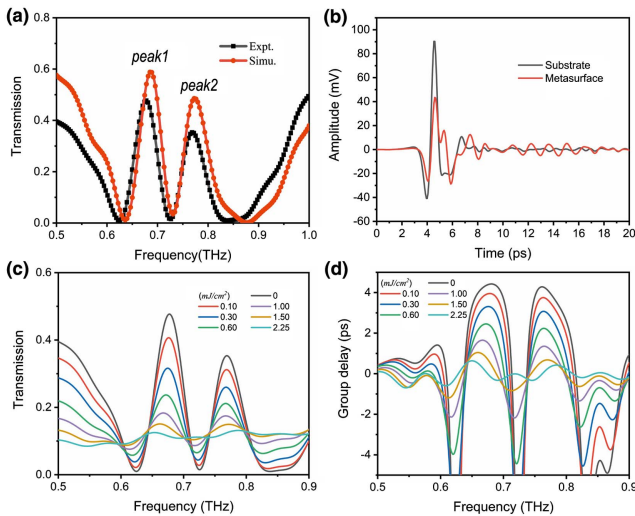 (a)
0.8
0.6
0.4
0.2
0.0
Transmission
peak1
peak2
Expt.
Simu.
0.5 0.6 0.7 0.8 0.9 1.0
Frequency(THz)
(b)
100
80
60
40
20
0
-20
-40
-60
Amplitude (mV)
Substrate
Metasurface
0 2 4 6 8 10 12 14 16 18 20
Time (ps)
(c)
0.6
0.4
0.2
0.0
Transmission
(mJ/cm²) 0
0.10 1.00
0.30 1.50
0.60 2.25
0.5 0.6 0.7 0.8 0.9
Frequency (THz)
(d)
4
2
0
-2
-4
Group delay (ps)
(mJ/cm²) 0
0.10 1.00
0.30 1.50
0.60 2.25
0.5 0.6 0.7 0.8 0.9
Frequency (THz)